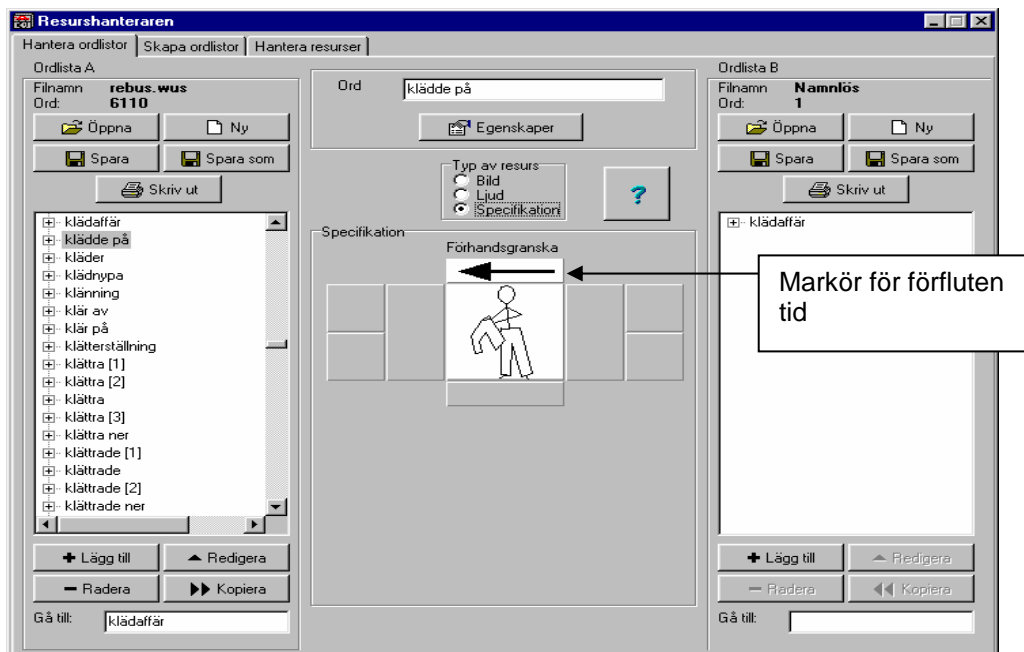 Resurshanteraren
Hantera ordlistor
Skapa ordlistor
Hantera resurser
Ordlista A
Filnamn rebus.wus
Ord: 6110
Öppna
Ny
Spara
Spara som
Skriv ut
klädaffär
klädde på
kläder
klädnypa
klänning
klär av
klär på
klätterställning
klättra [1]
klättra [2]
klättra
klättra [3]
klättra ner
klättrade [1]
klättrade
klättrade [2]
klättrade ner
Lägg till
Redigera
Radera
Kopiera
Gå till: klädaffär
Ord klädde på
Egenskaper
Typ av resurs
Bild
Ljud
Specifikation
?
Specifikation
Förhandsgranska
Markör för förfluten
tid
Ordlista B
Filnamn Namnlös
Ord: 1
Öppna
Ny
Spara
Spara som
Skriv ut
klädaffär
Lägg till
Redigera
Radera
Kopiera
Gå till: